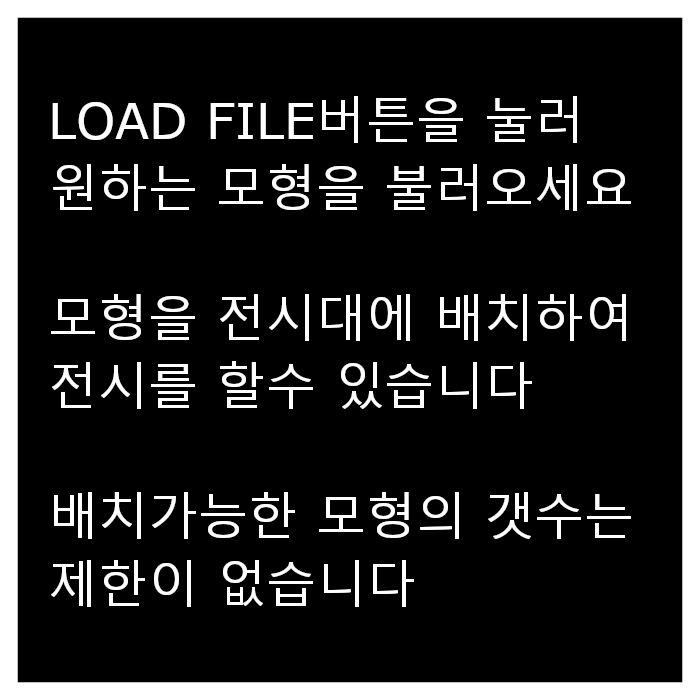 LOAD FILE버튼을 눌러
원하는 모형을 불러오세요
모형을 전시대에 배치하여
전시를 할수 있습니다
배치가능한 모형의 갯수는
제한이 없습니다